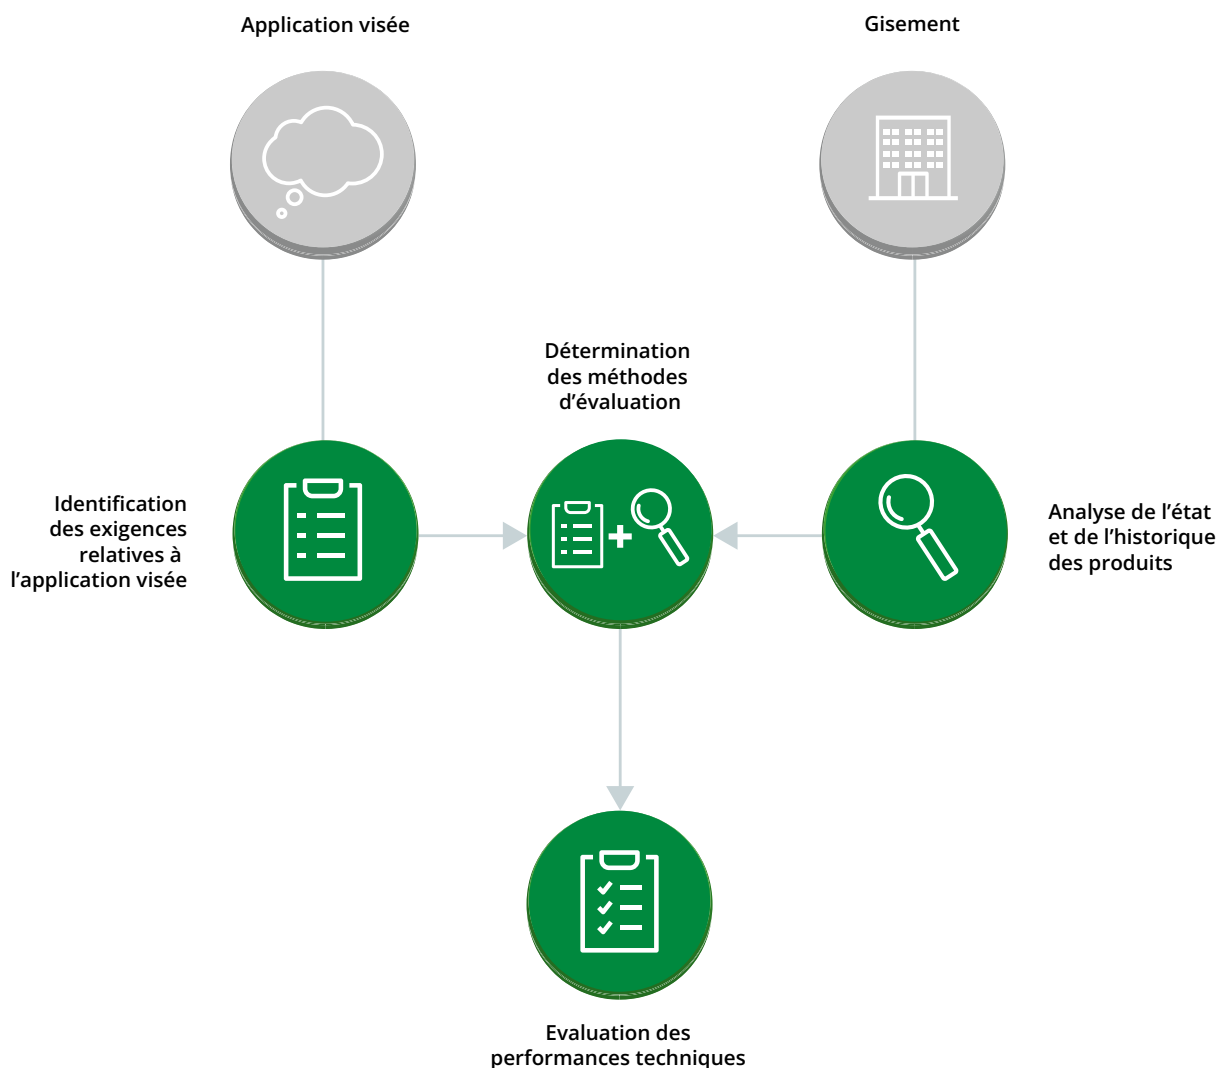 Application visée
Gisement
Détermination
des méthodes
d’évaluation
Identification
des exigences
relatives à
l’application visée
Analyse de l’état
et de l’historique
des produits
Evaluation des
performances techniques